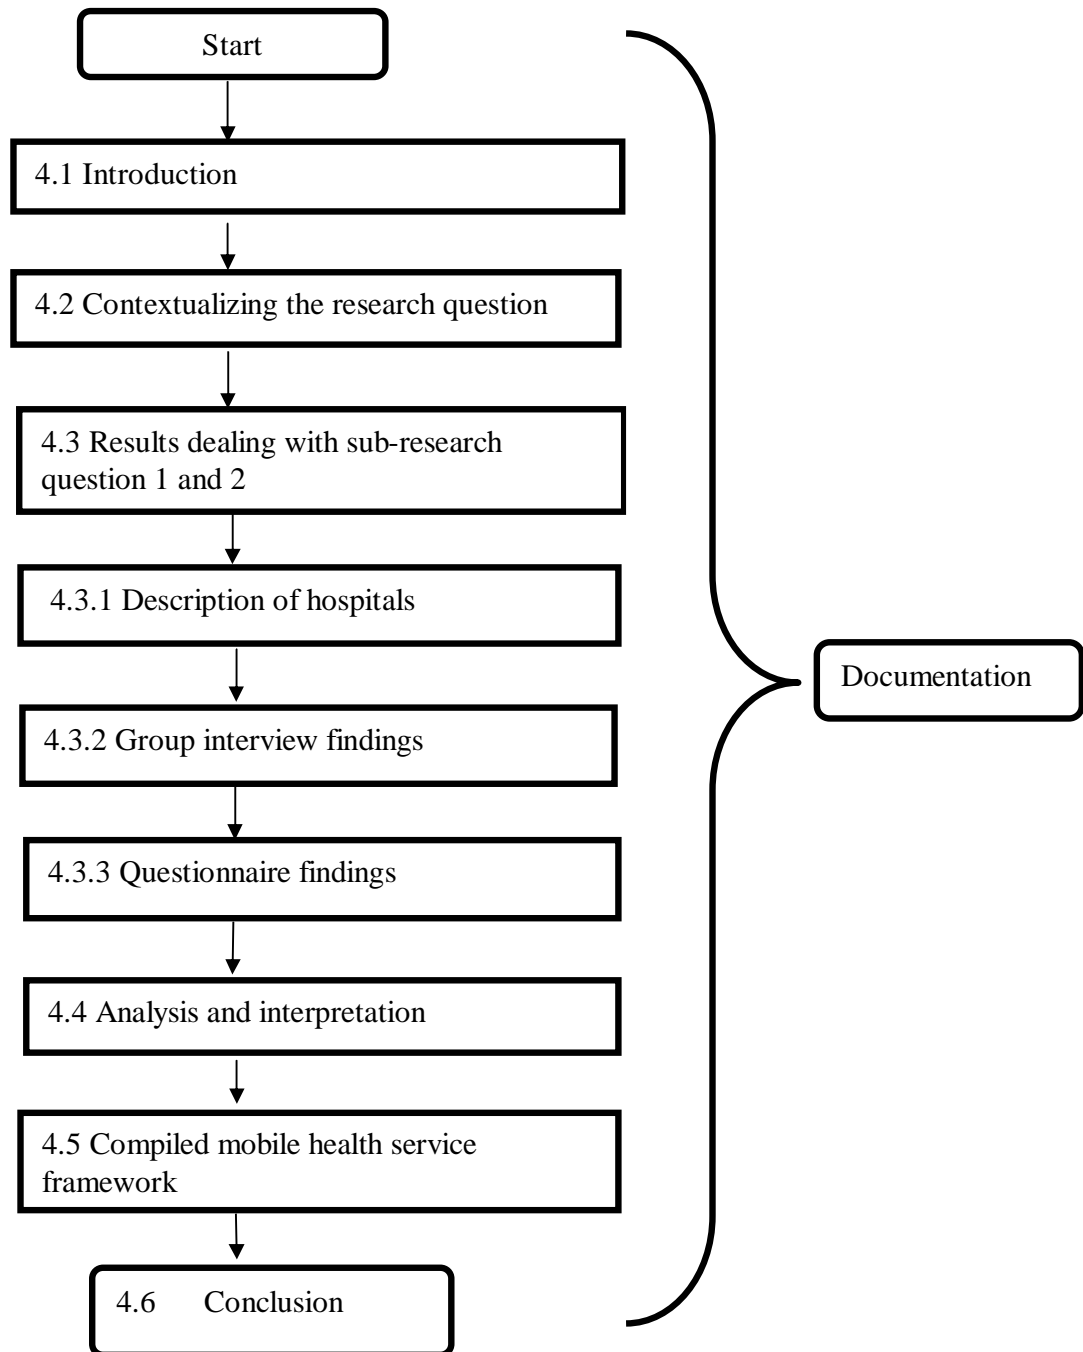 Start
4.1 Introduction
4.2 Contextualizing the research question
4.3 Results dealing with sub-research
question 1 and 2
4.3.1 Description of hospitals
4.3.2 Group interview findings
4.3.3 Questionnaire findings
4.4 Analysis and interpretation
4.5 Compiled mobile health service
framework
4.6 Conclusion
Documentation